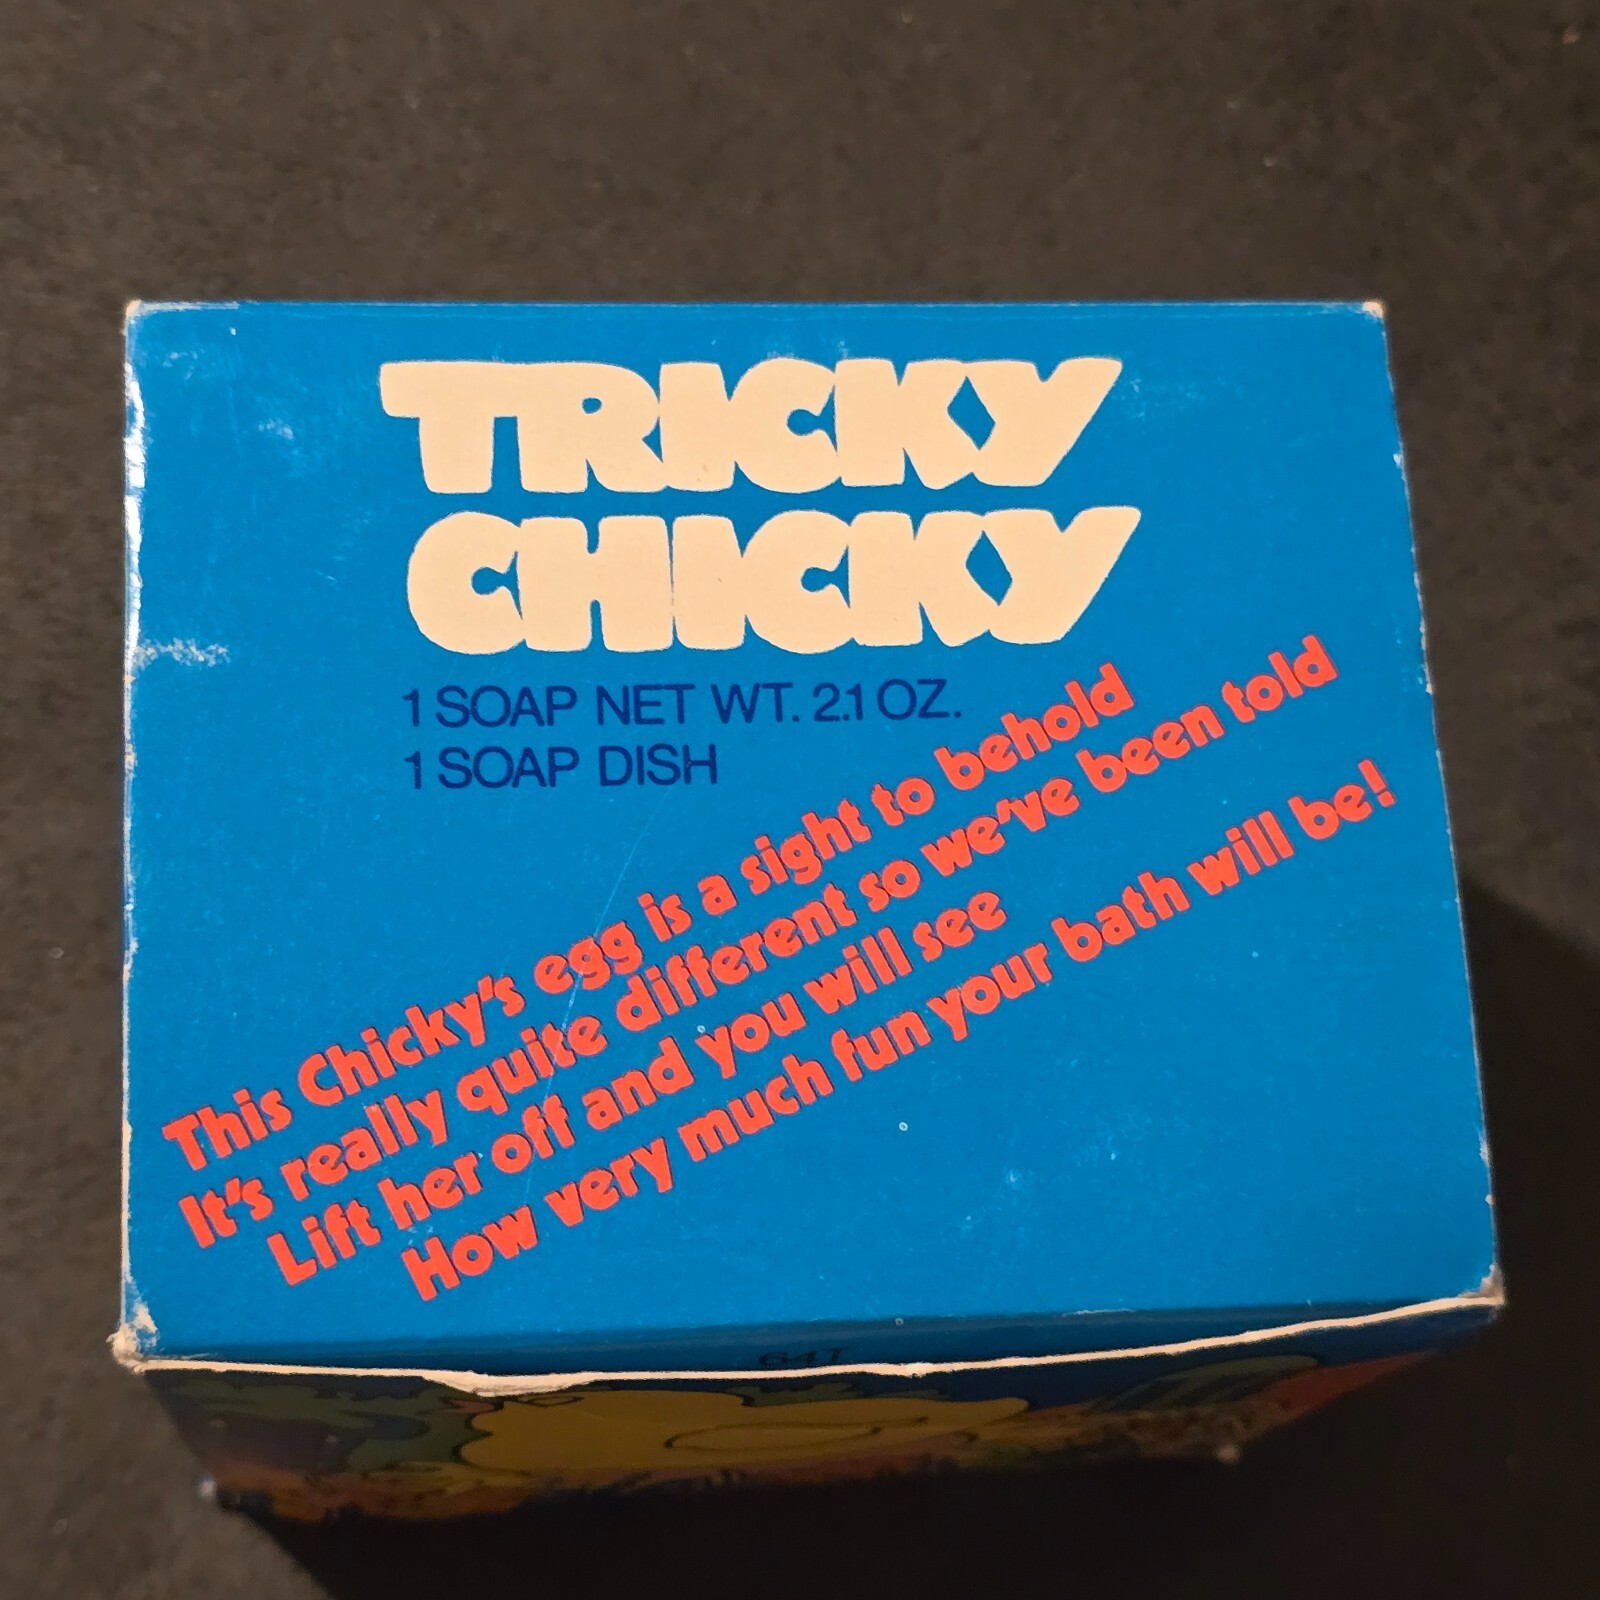 TRICKY
CHICKY
1 SOAP NET WT. 2.1 OZ.
1 SOAP DISH
This Chicky's egg is a sight to behold
It's really quite different so we've been told
Lift her off and you will see
How very much fun your bath will be!
64T